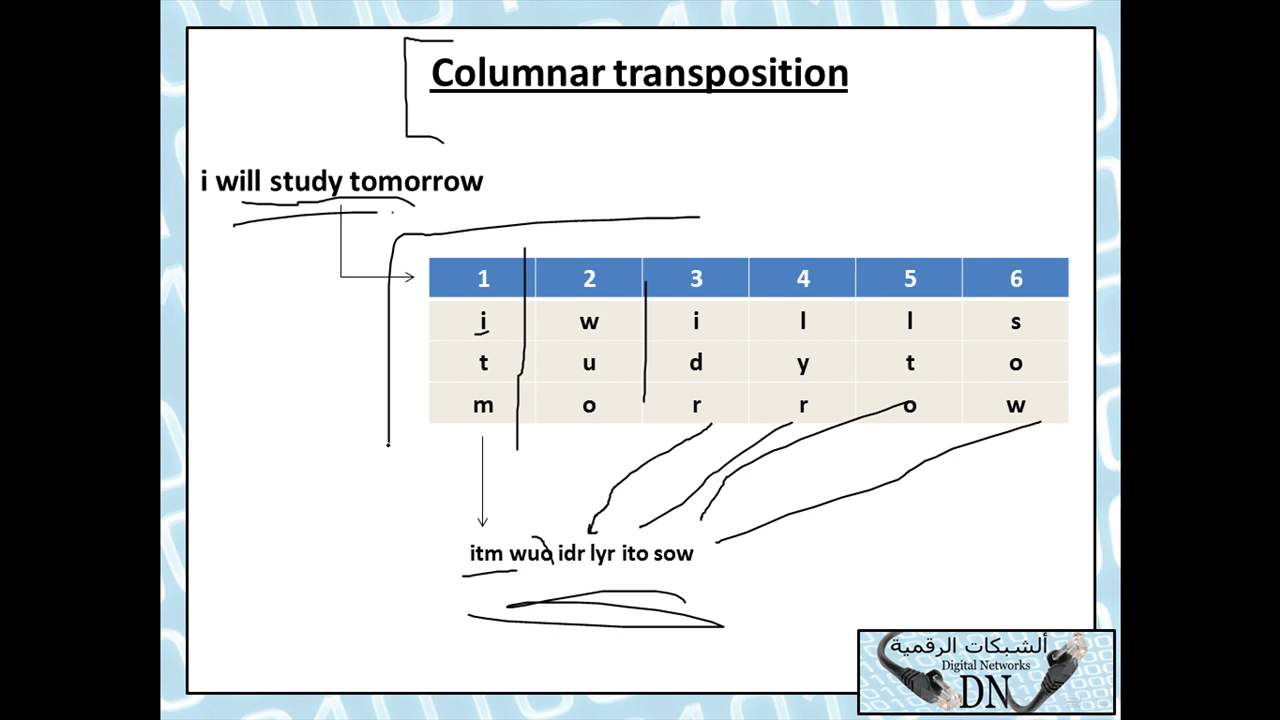 Columnar transposition
i will study tomorrow
1 2 3 4 5 6
i w i l l s
t u d y t o
m o r r o w
itm wuo idr lyr ito sow
ألشبكات الرقمية
Digital Networks
DN